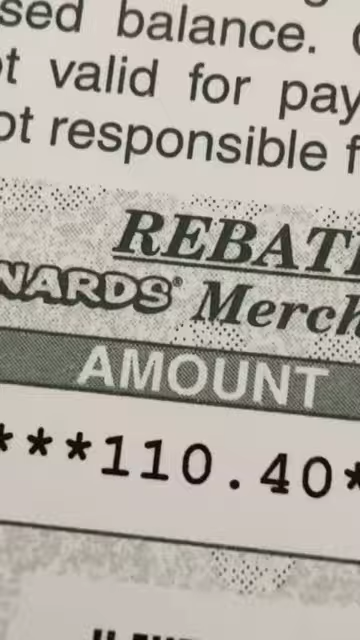 sed balance.
t valid for pay
ot responsible f
REBAT
NARDS® Merch
AMOUNT
***110.40*